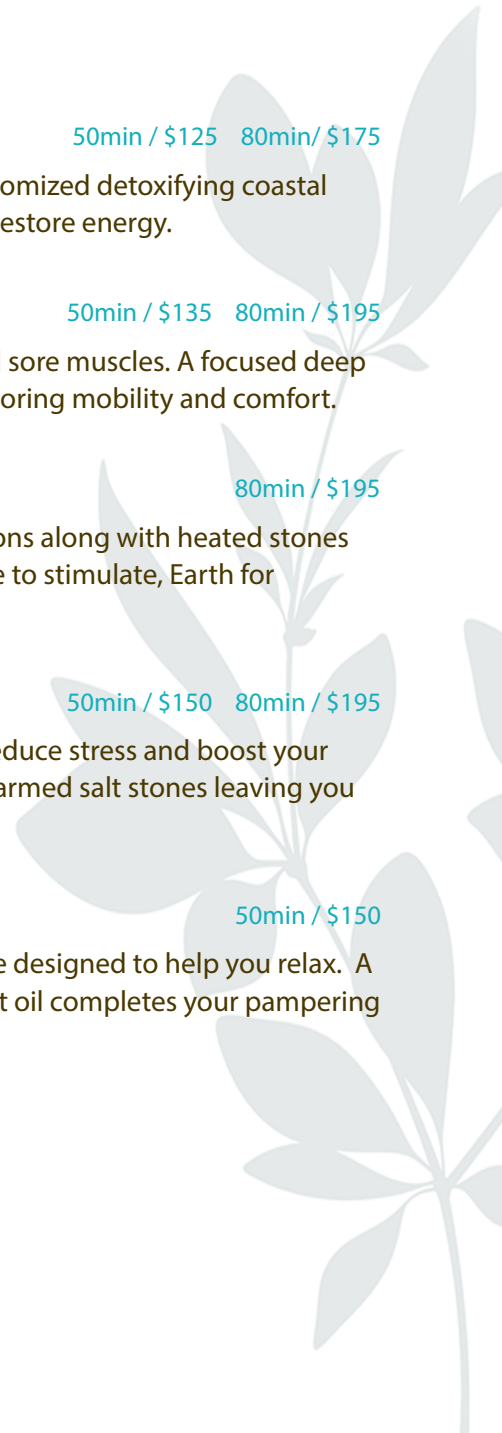 50min / $125 80min/ $175
omized detoxifying coastal
estore energy.
50min / $135 80min / $195
sore muscles. A focused deep
oring mobility and comfort.
80min / $195
ons along with heated stones
e to stimulate, Earth for
50min / $150 80min / $195
educe stress and boost your
armed salt stones leaving you
50min / $150
e designed to help you relax. A
t oil completes your pampering